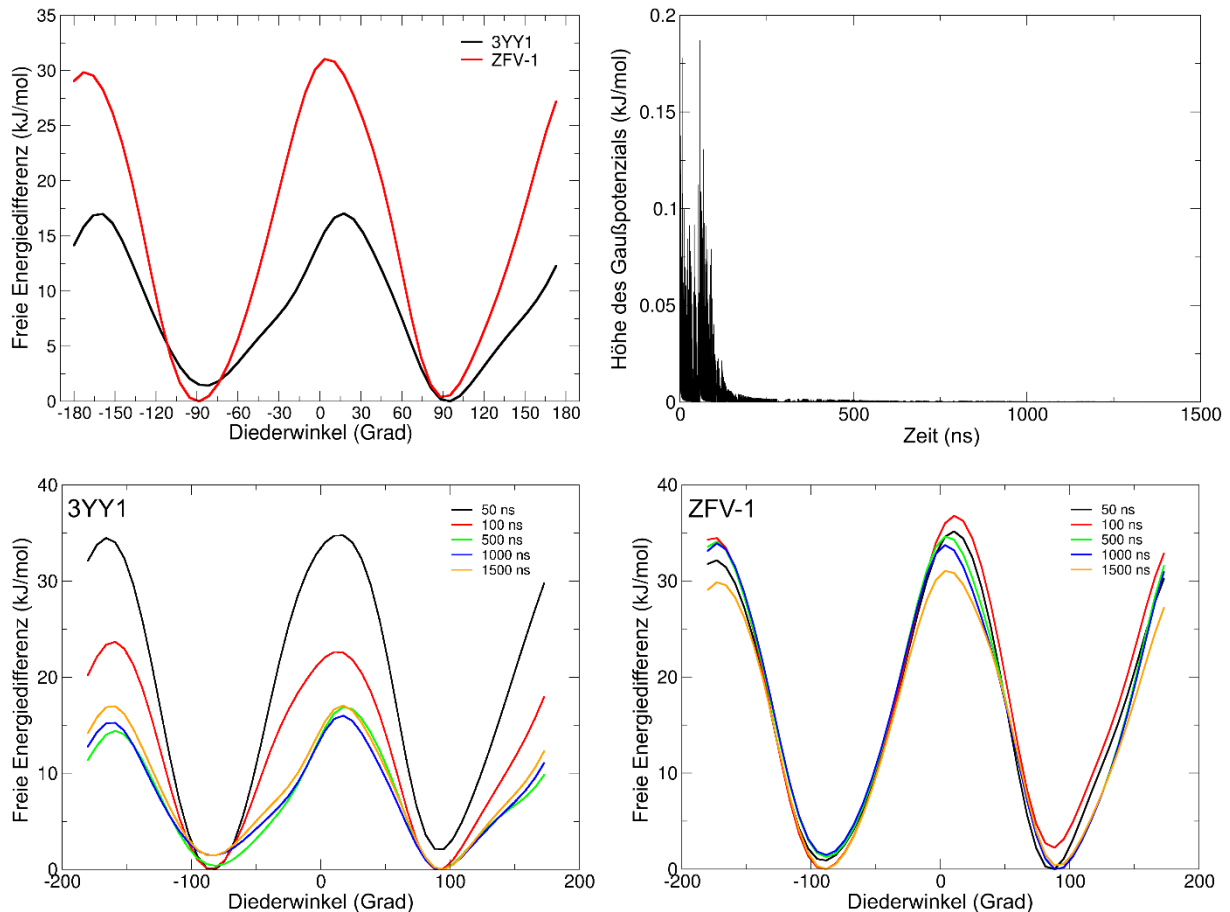 35
30
25
20
15
10
5
0
Freie Energiedifferenz (kJ/mol)
3YY1
ZFV-1
-180 -150 -120 -90 -60 -30 0 30 60 90 120 150 180
Diederwinkel (Grad)
0.2
0.15
0.1
0.05
0
Höhe des Gaußpotenzials (kJ/mol)
0 500 1000 1500
Zeit (ns)
40
30
20
10
0
Freie Energiedifferenz (kJ/mol)
3YY1
50 ns
100 ns
500 ns
1000 ns
1500 ns
-200 -100 0 100 200
Diederwinkel (Grad)
40
30
20
10
0
Freie Energiedifferenz (kJ/mol)
ZFV-1
50 ns
100 ns
500 ns
1000 ns
1500 ns
-200 -100 0 100 200
Diederwinkel (Grad)